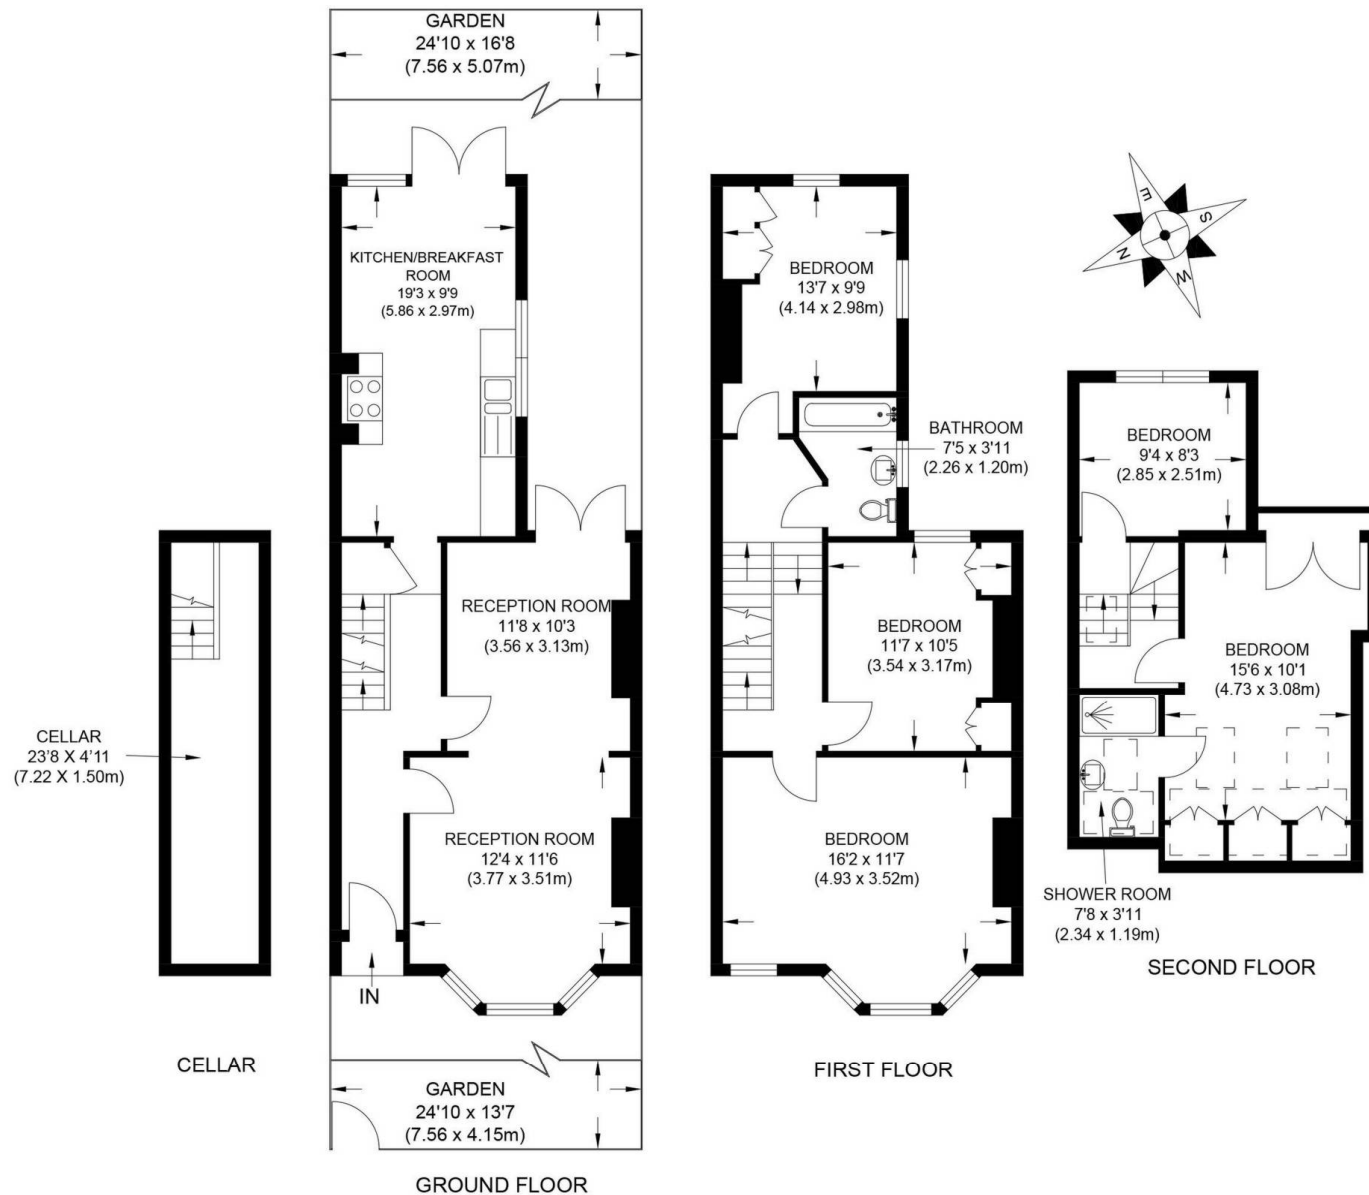 GARDEN
24'10 x 16'8
(7.56 x 5.07m)
KITCHEN/BREAKFAST
ROOM
19'3 x 9'9
(5.86 x 2.97m)
RECEPTION ROOM
11'8 x 10'3
(3.56 x 3.13m)
RECEPTION ROOM
12'4 x 11'6
(3.77 x 3.51m)
IN
GARDEN
24'10 x 13'7
(7.56 x 4.15m)
GROUND FLOOR
CELLAR
23'8 X 4'11
(7.22 X 1.50m)
CELLAR
BEDROOM
13'7 x 9'9
(4.14 x 2.98m)
BATHROOM
7'5 x 3'11
(2.26 x 1.20m)
BEDROOM
11'7 x 10'5
(3.54 x 3.17m)
BEDROOM
16'2 x 11'7
(4.93 x 3.52m)
FIRST FLOOR
E
S
N
W
BEDROOM
9'4 x 8'3
(2.85 x 2.51m)
BEDROOM
15'6 x 10'1
(4.73 x 3.08m)
SHOWER ROOM
7'8 x 3'11
(2.34 x 1.19m)
SECOND FLOOR